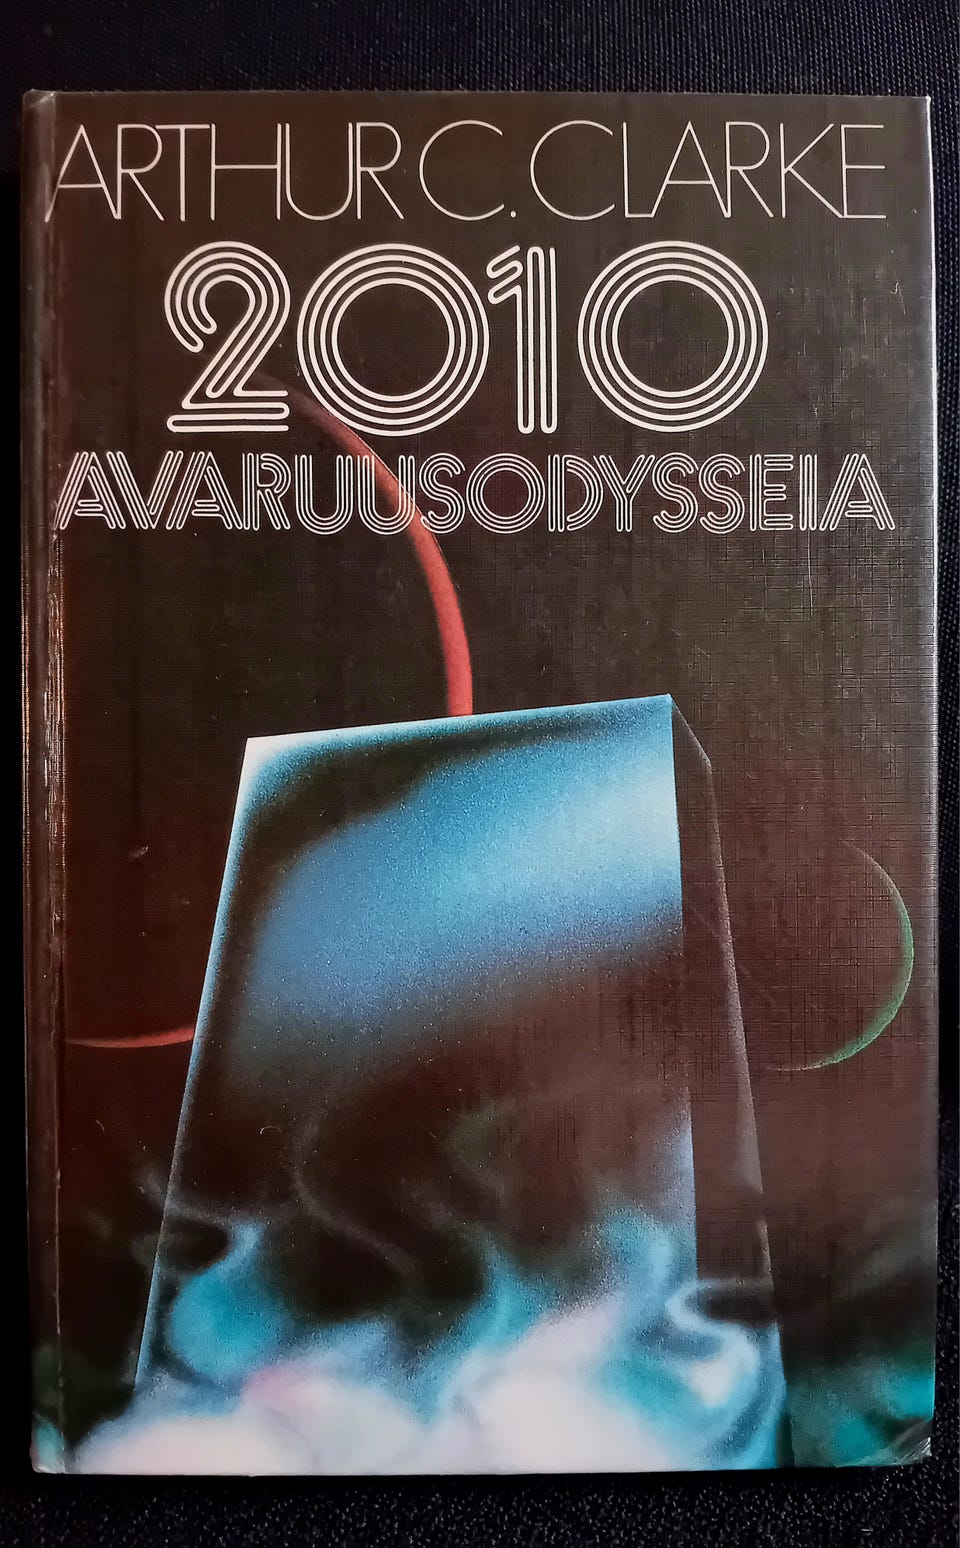 ARTHUR C. CLARKE
2010
AVARUUSODYSSEIA